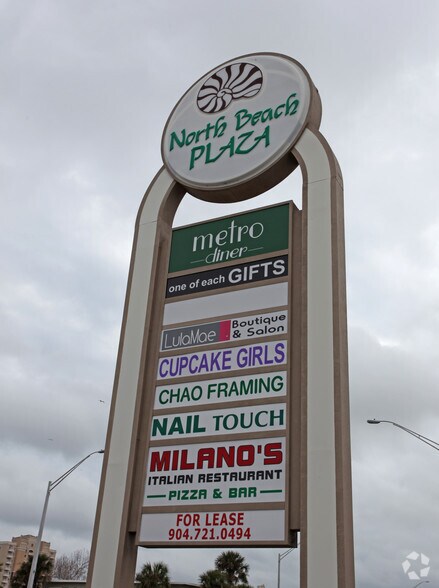 North Beach
PLAZA
metro
diner
one of each GIFTS
LulaMae Boutique
& Salon
CUPCAKE GIRLS
CHAO FRAMING
NAIL TOUCH
MILANO'S
ITALIAN RESTAURANT
PIZZA & BAR
FOR LEASE
904.721.0494